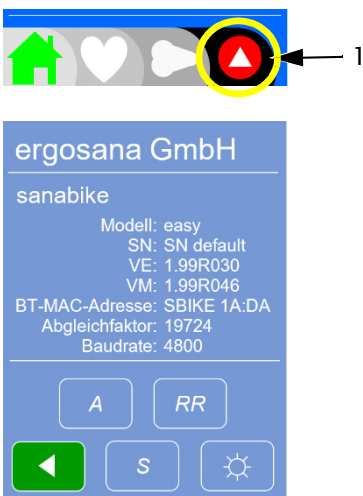 1
ergosana GmbH
sanabike
Modell: easy
SN: SN default
VE: 1.99R030
VM: 1.99R046
BT-MAC-Adresse: SBIKE 1A:DA
Abgleichfaktor: 19724
Baudrate: 4800
A RR
S